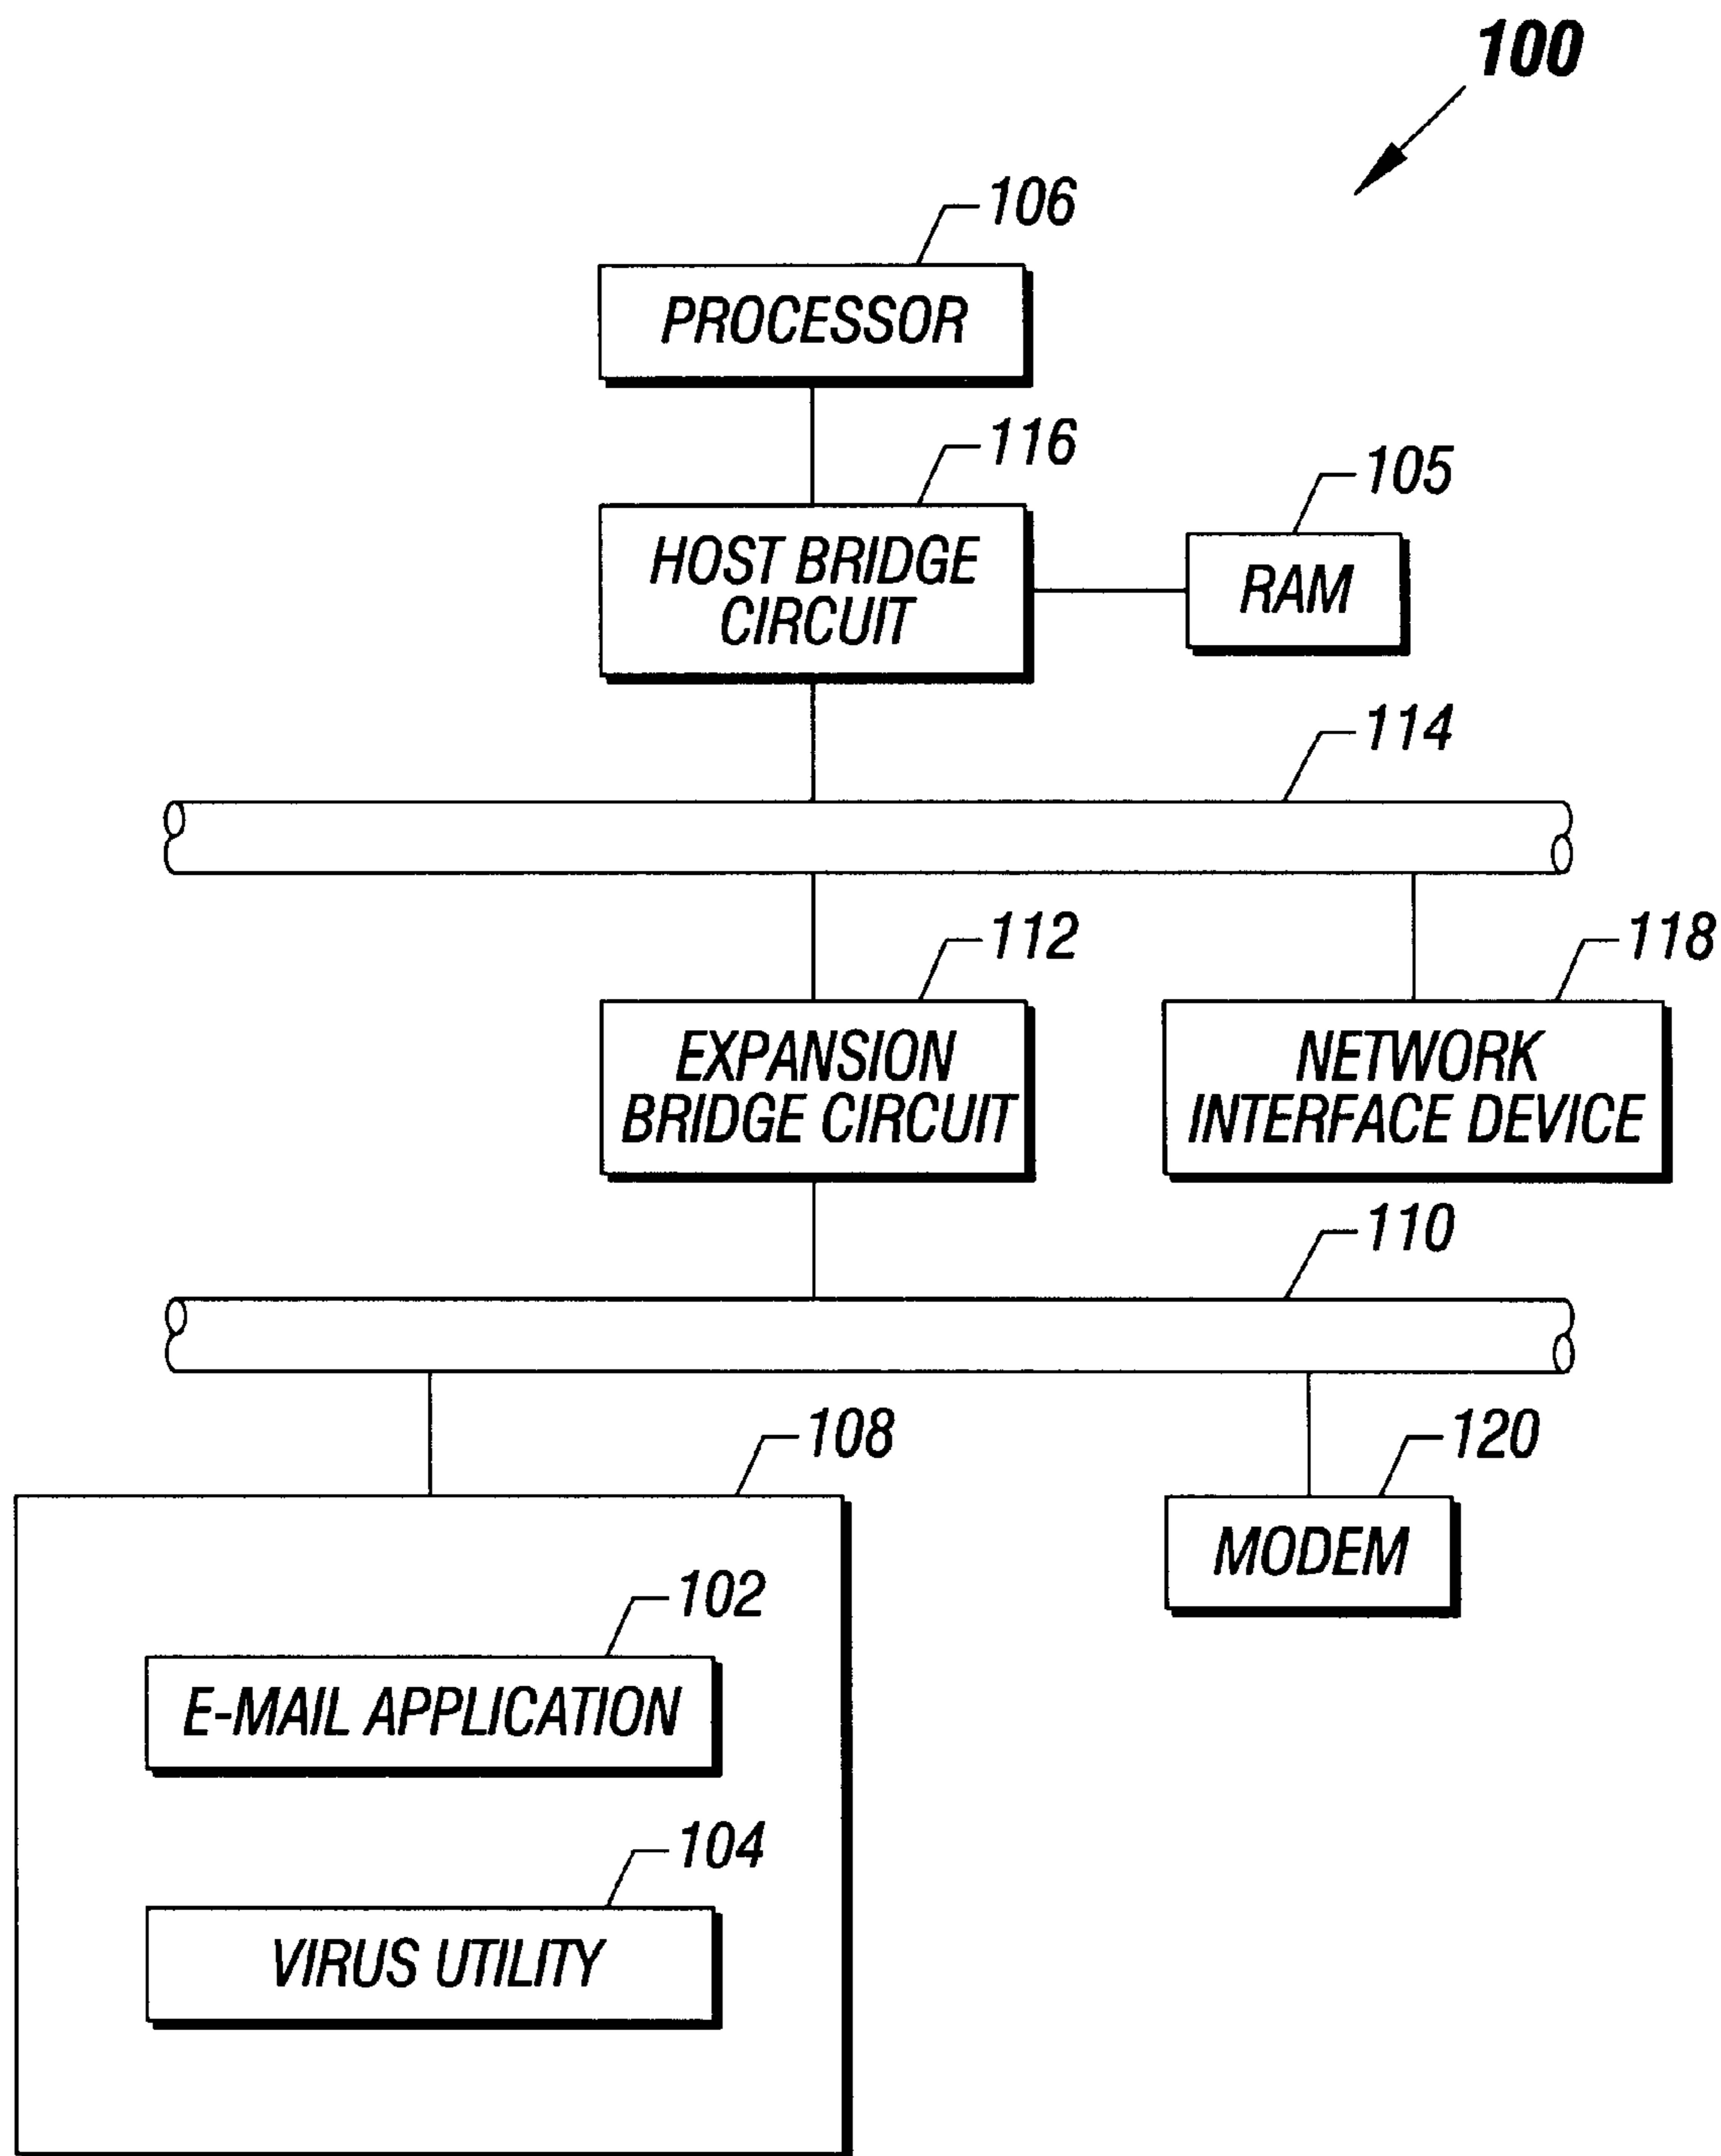 100
106
PROCESSOR
116
HOST BRIDGE
CIRCUIT
105
RAM
114
112
EXPANSION
BRIDGE CIRCUIT
118
NETWORK
INTERFACE DEVICE
110
108
120
MODEM
102
E-MAIL APPLICATION
104
VIRUS UTILITY